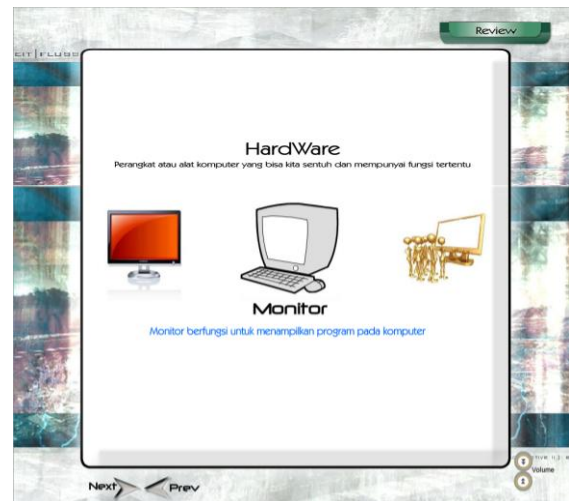 Review
HardWare
Perangkat atau alat komputer yang bisa kita sentuh dan mempunyai fungsi tertentu
Monitor
Monitor berfungsi untuk menampilkan program pada komputer
Volume
Next Prev